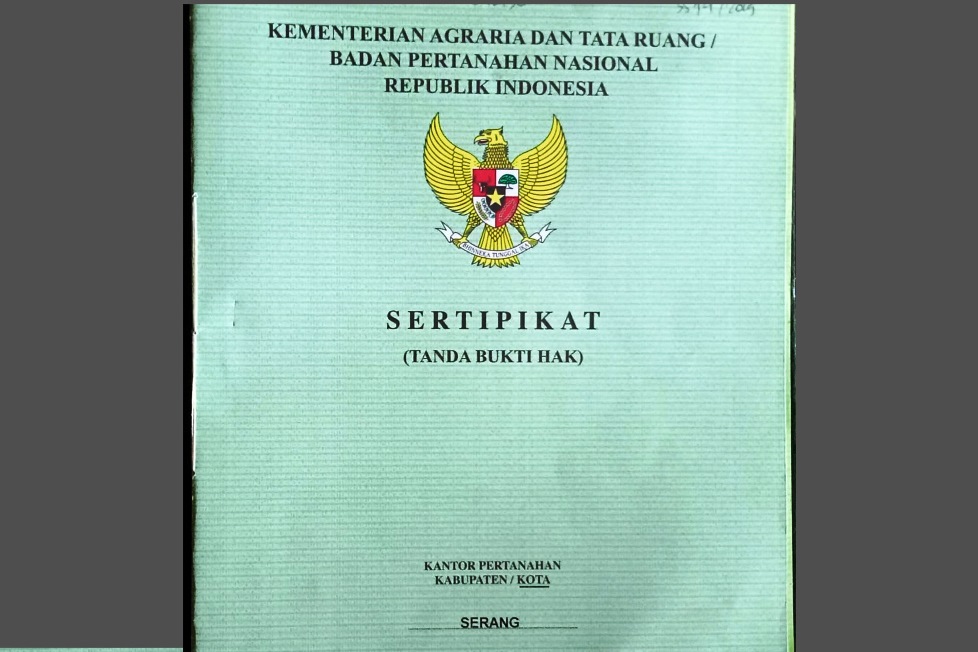 KEMENTERIAN AGRARIA DAN TATA RUANG /
BADAN PERTANAHAN NASIONAL
REPUBLIK INDONESIA
BHINNEKA TUNGGAL IKA
SERTIPIKAT
(TANDA BUKTI HAK)
KANTOR PERTANAHAN
KABUPATEN / KOTA
SERANG